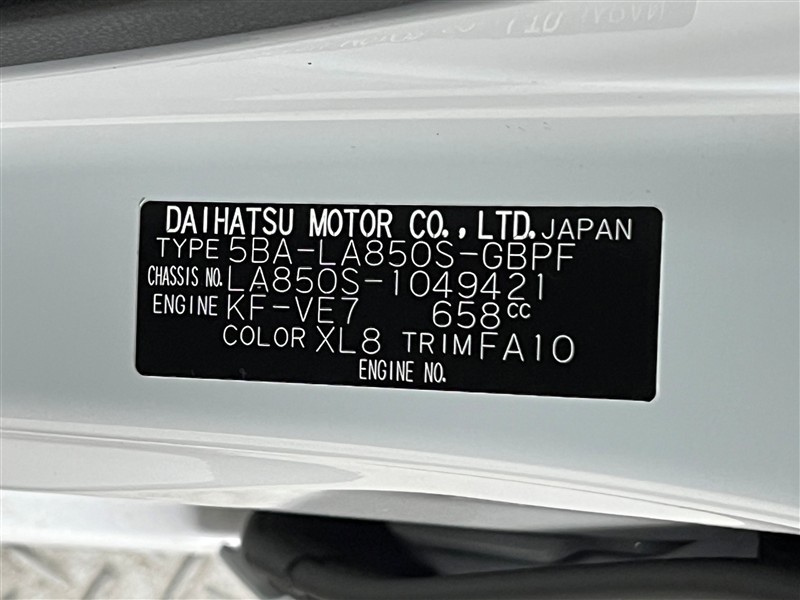 DAIHATSU MOTOR CO., LTD. JAPAN
TYPE 5BA-LA850S-GBPF
CHASSIS NO. LA850S-1049421
ENGINE KF-VE7 658cc
COLOR XL8 TRIM FA10
ENGINE NO.